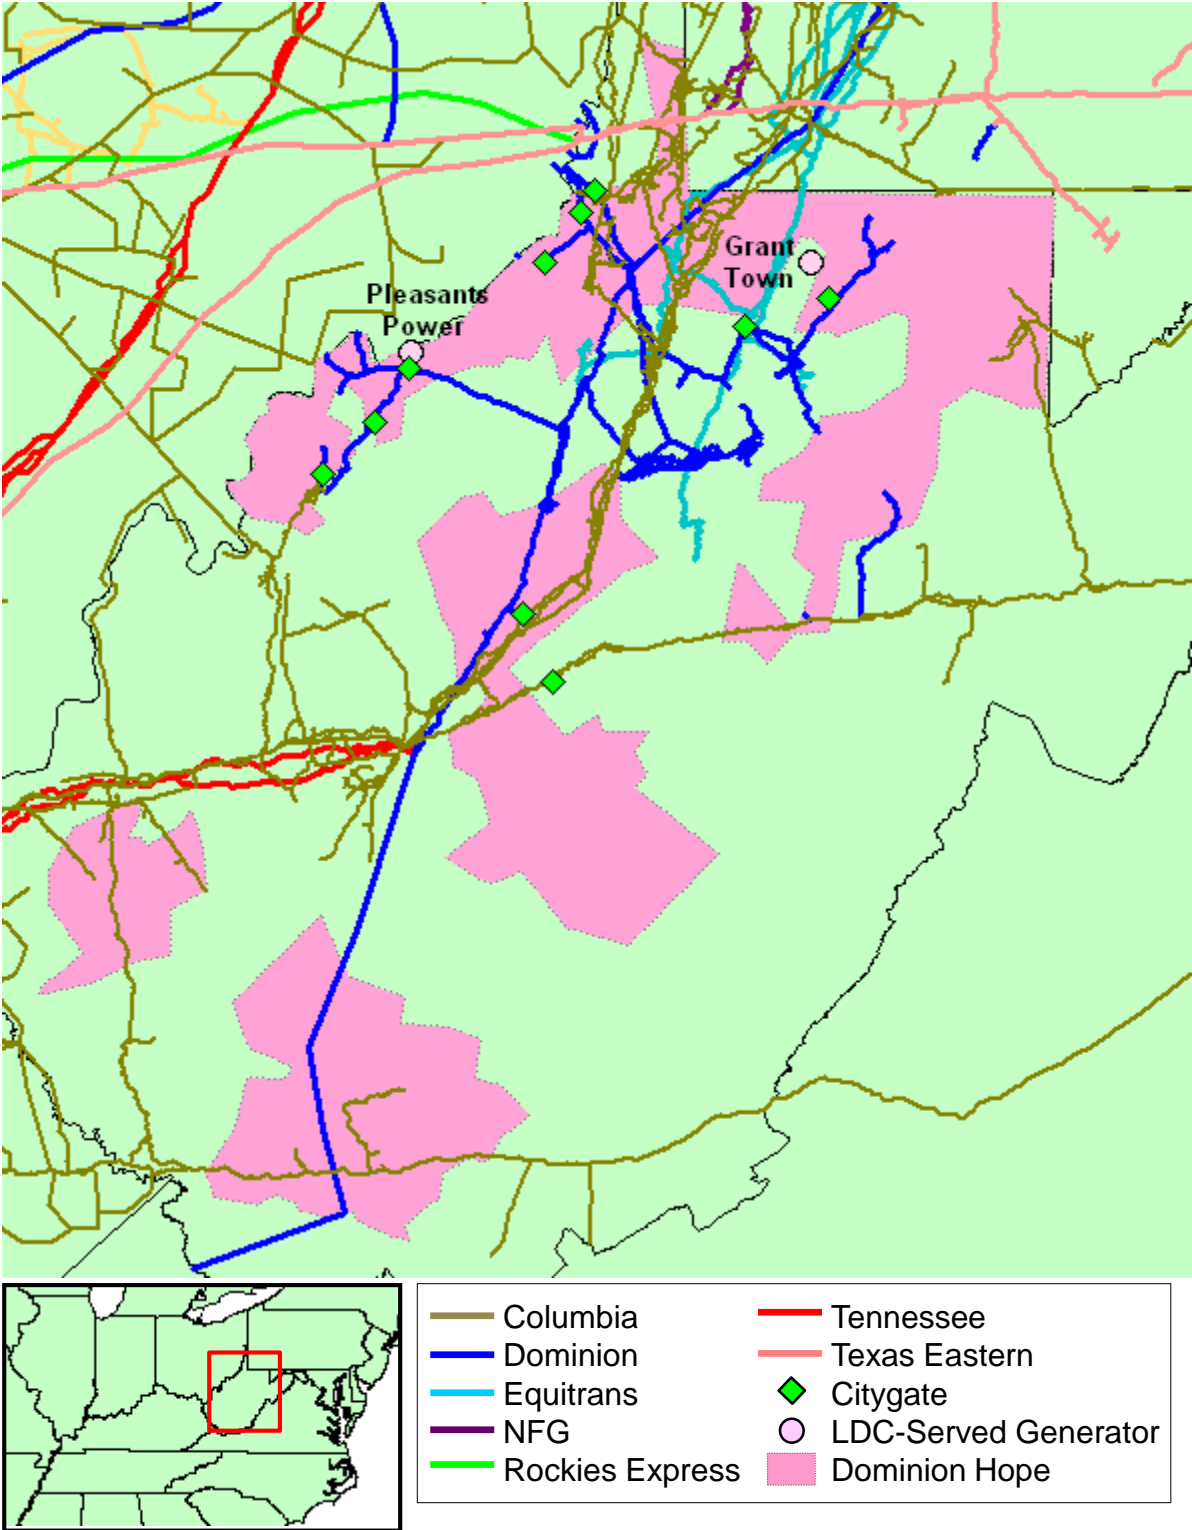 Grant
Town
Pleasants
Power
Columbia
Dominion
Equitrans
NFG
Rockies Express
Tennessee
Texas Eastern
Citygate
LDC-Served Generator
Dominion Hope